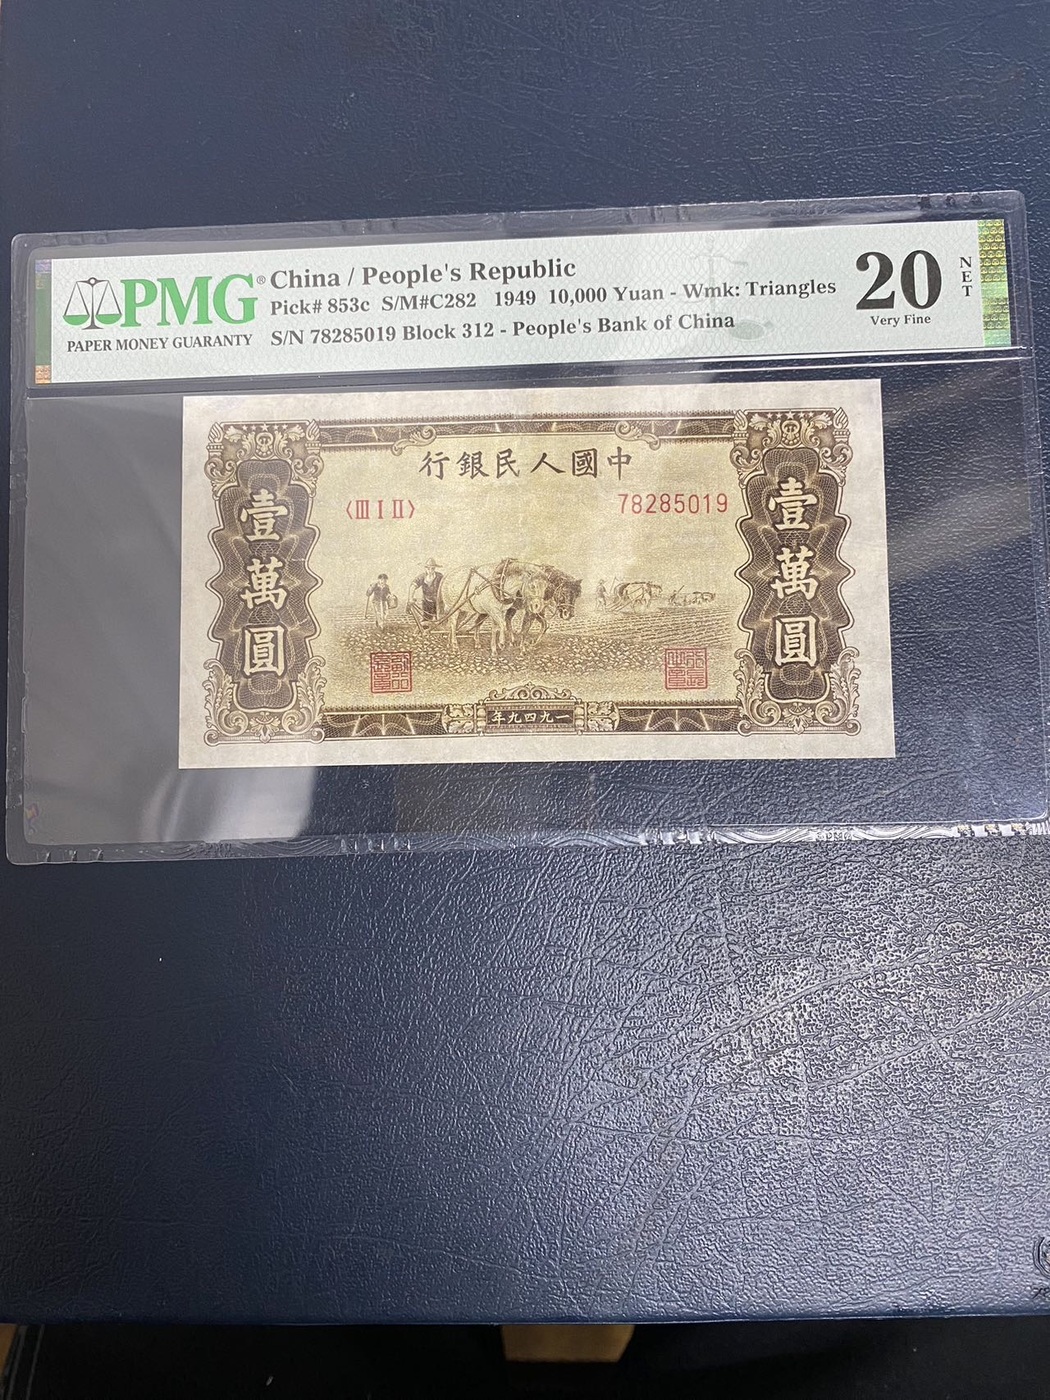 PMG®
PAPER MONEY GUARANTY
China / People's Republic
Pick# 853c S/M#C282 1949 10,000 Yuan - Wmk: Triangles
S/N 78285019 Block 312 - People's Bank of China
20
Very Fine
NET
行銀民人國中
〈III I II〉
78285019
壹萬圓
壹萬圓
年九四九一